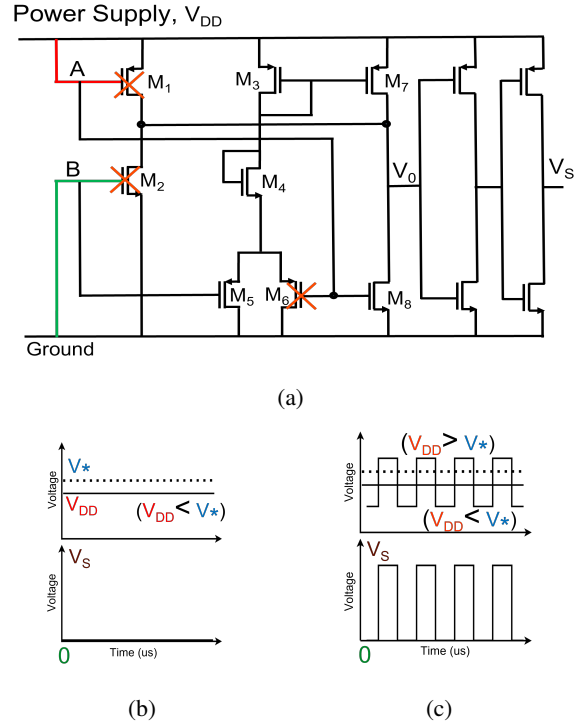 Power Supply, V_DD
A
M1
M3
M7
B
M2
M4
V0
VS
M5
M6
M8
Ground
(a)
V*
VDD
(VDD < V*)
Voltage
VS
Voltage
0
Time (us)
(b)
(VDD > V*)
Voltage
(VDD < V*)
VS
Voltage
0
Time (us)
(c)